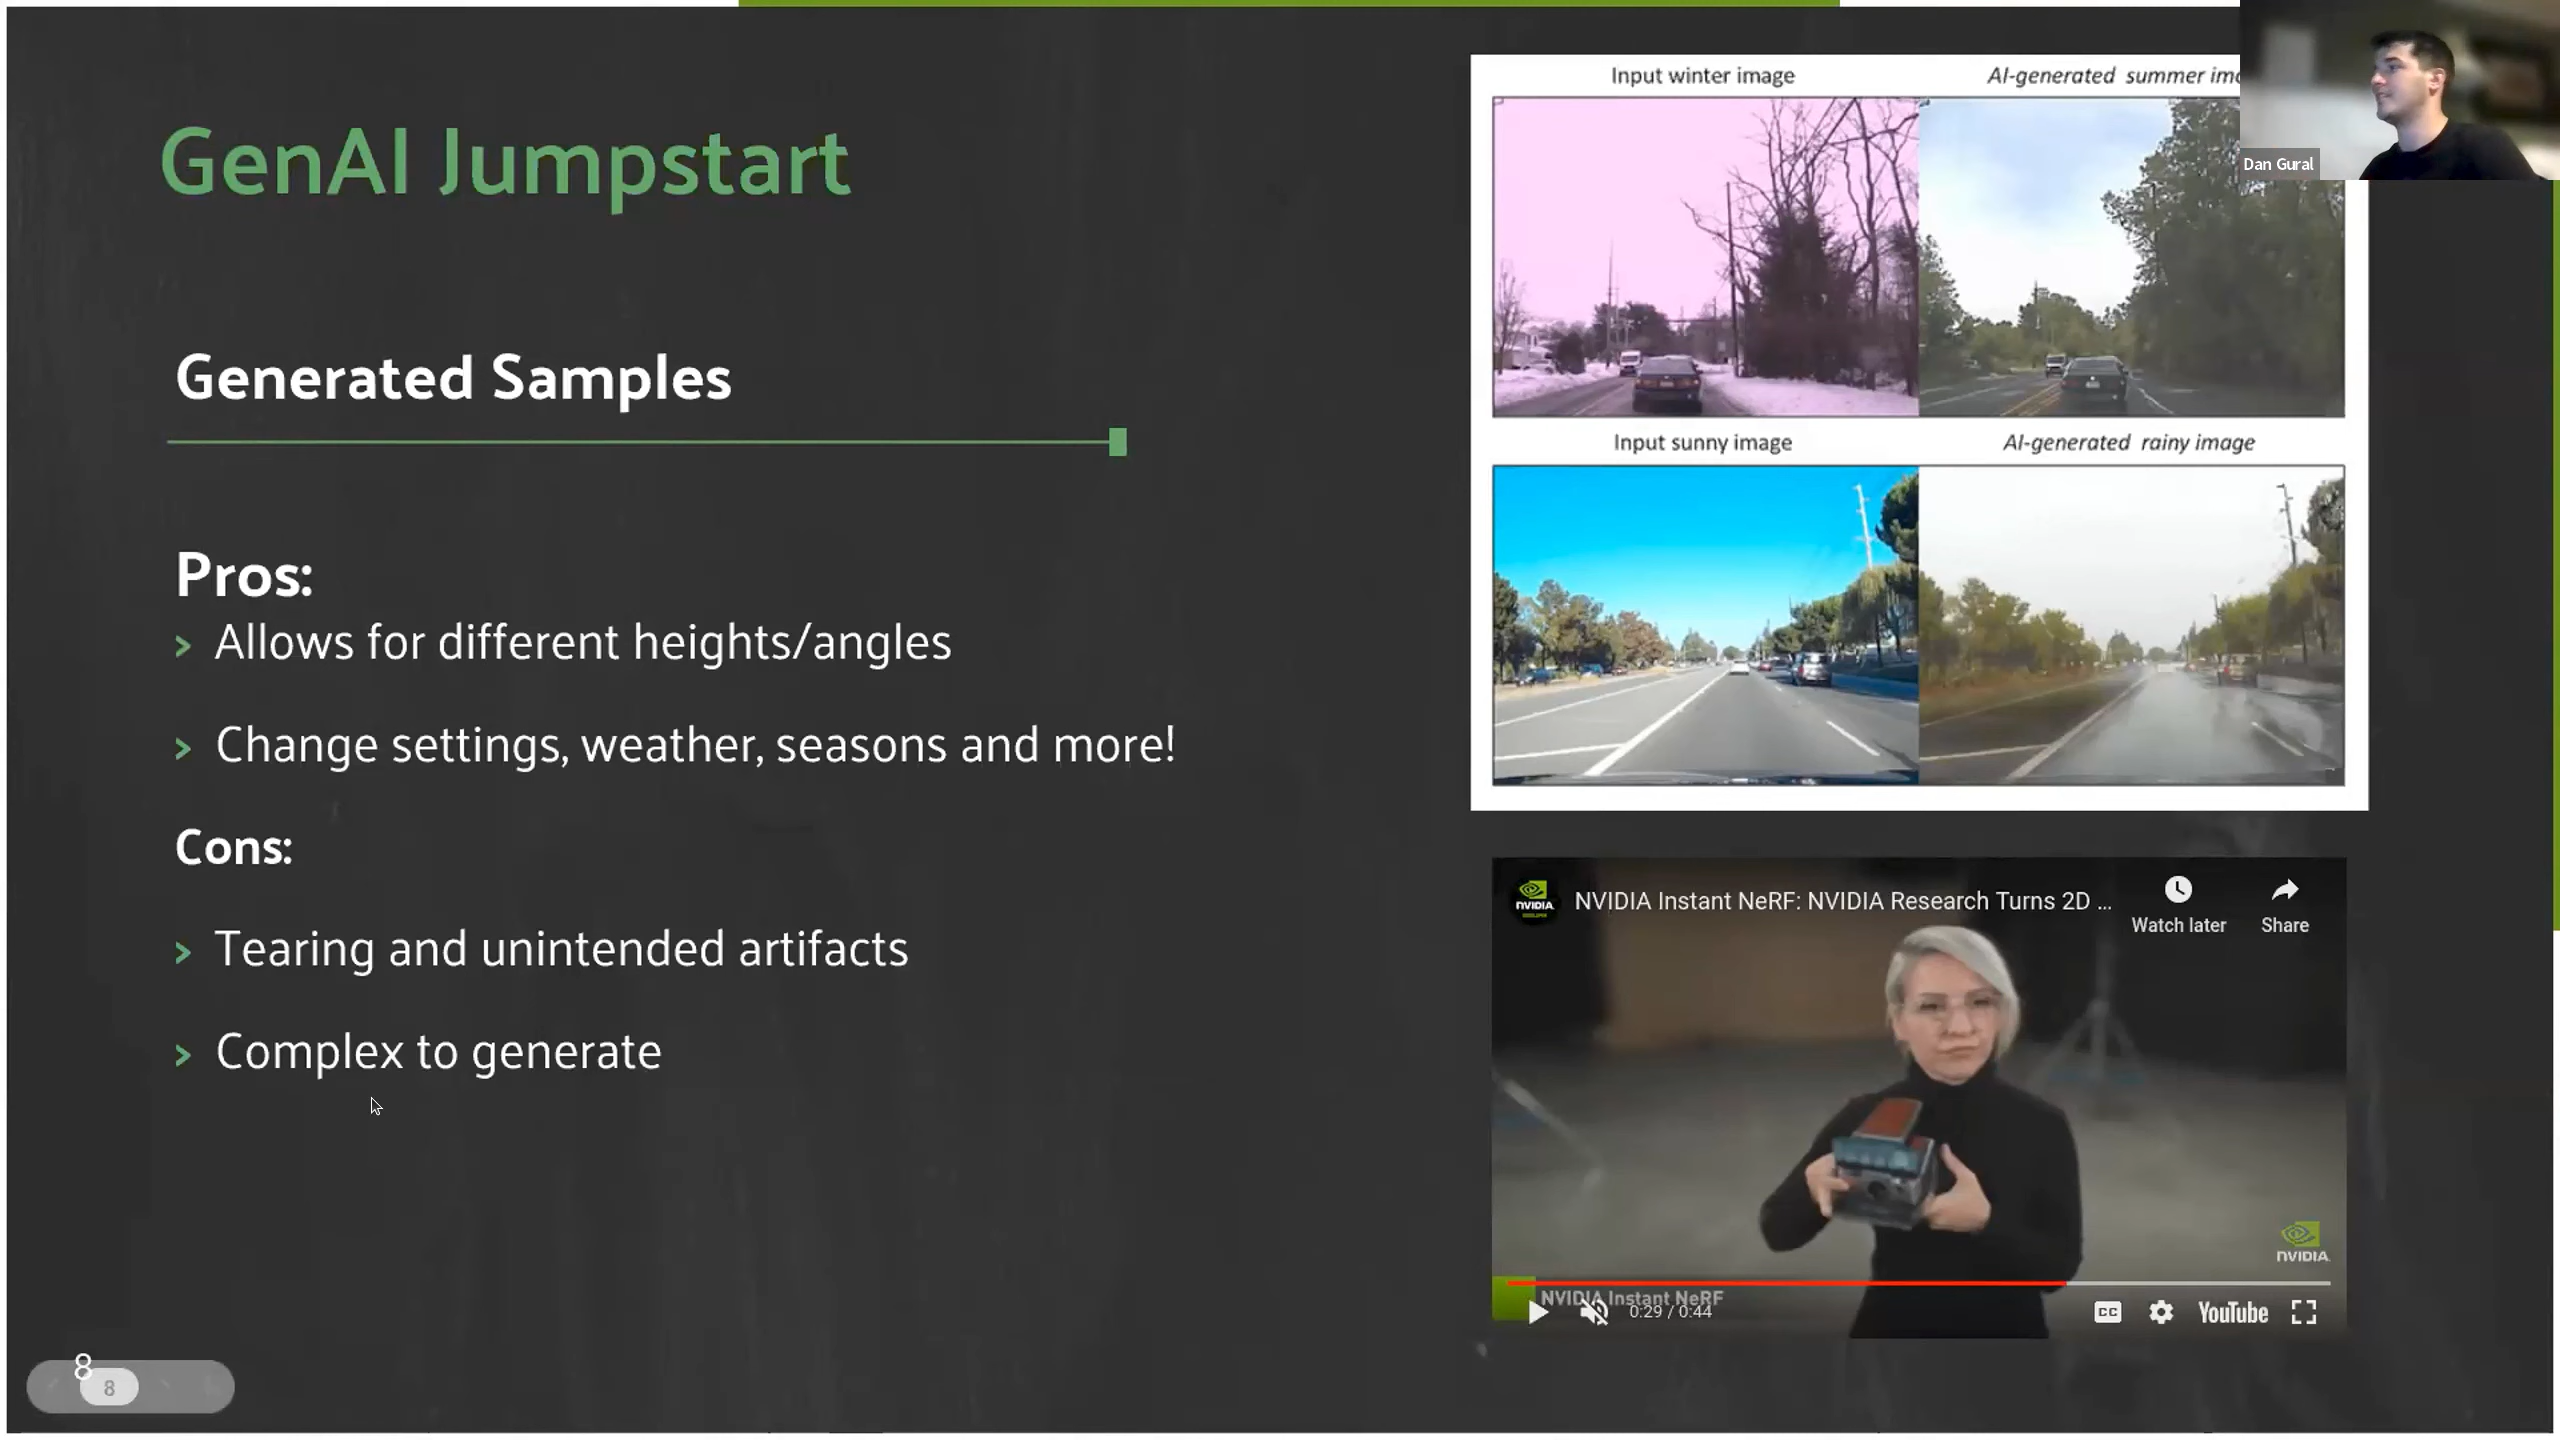 GenAI Jumpstart
Generated Samples
Pros:
> Allows for different heights/angles
> Change settings, weather, seasons and more!
Cons:
> Tearing and unintended artifacts
> Complex to generate
8
8
Input winter image
AI-generated summer
Input sunny image
AI-generated rainy image
Dan Gural
NVIDIA
NVIDIA Instant NeRF: NVIDIA Research Turns 2D ...
Watch later
Share
NVIDIA
NVIDIA Instant NeRF
0:29 / 0:44
CC
YouTube